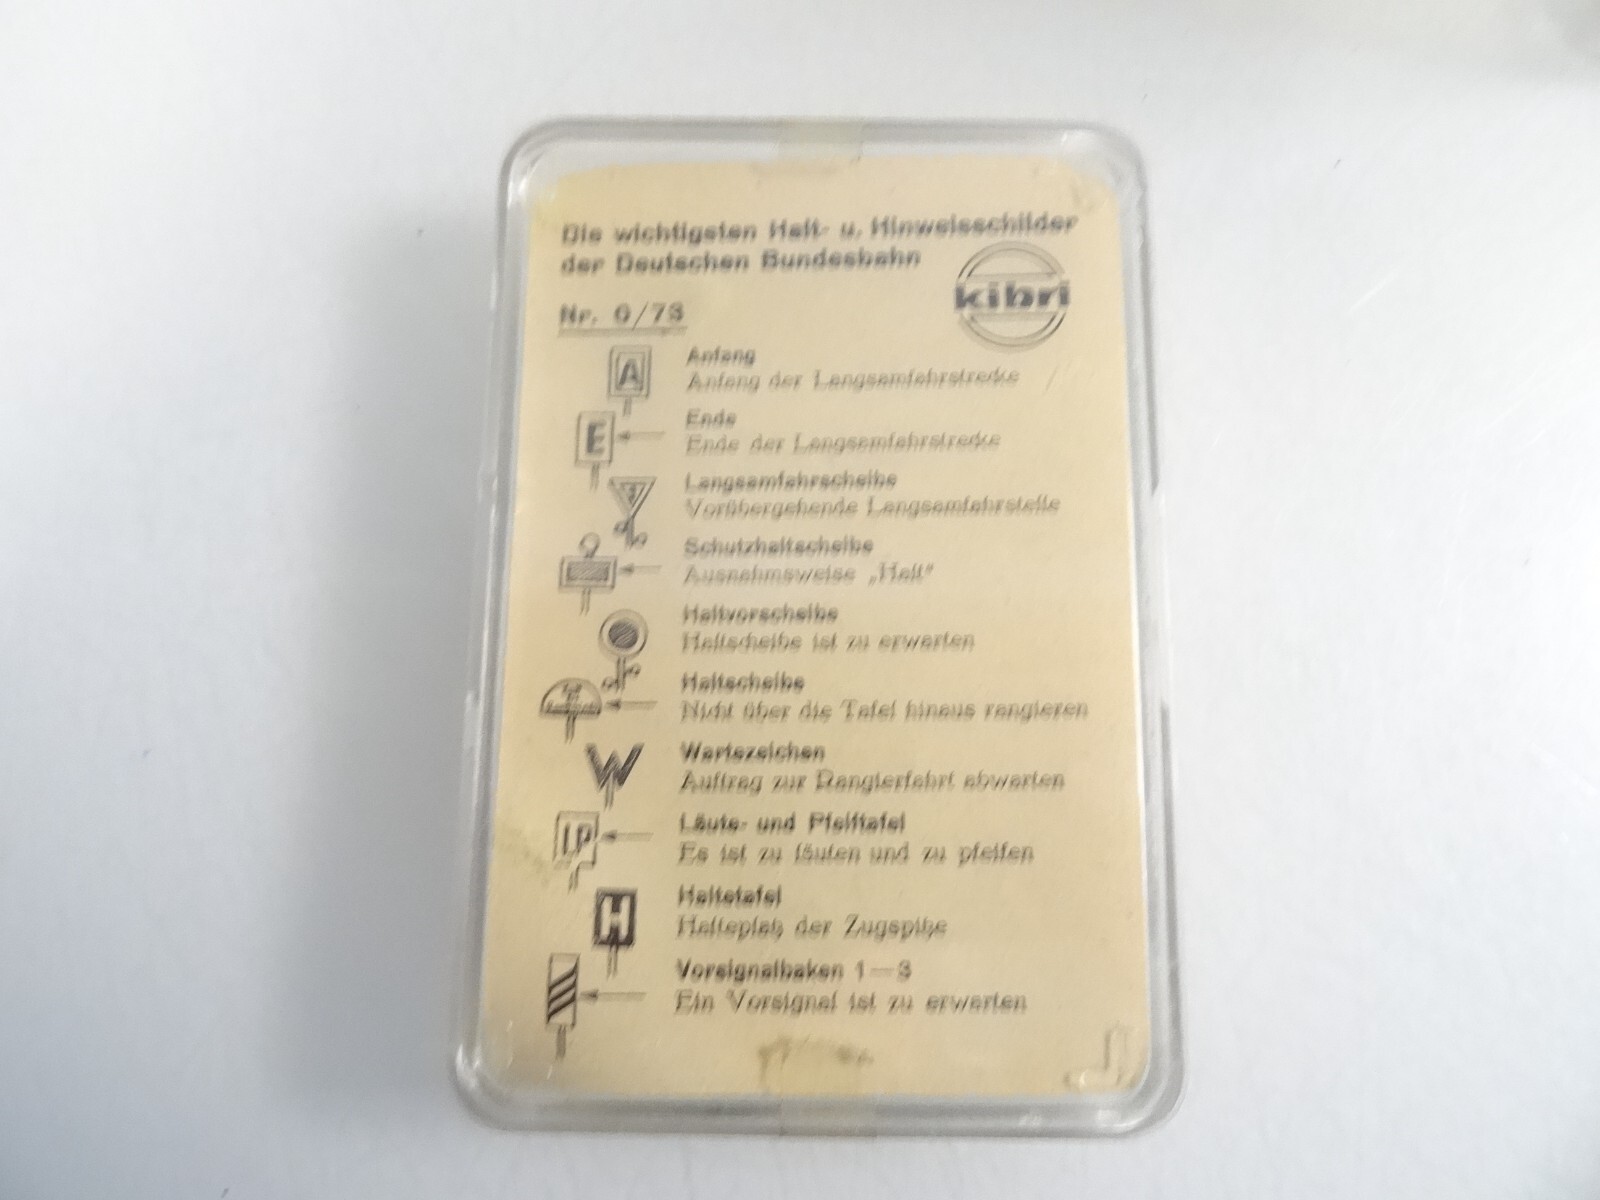 Die wichtigsten Halt- u. Hinweisschilder
der Deutschen Bundesbahn
kibri
Nr. 0/73
A
Anfang
Anfang der Langsamfahrstrecke
E
Ende
Ende der Langsamfahrstrecke
Langsamfahrscheibe
Vorübergehende Langsamfahrstelle
Schutzhaltscheibe
Ausnahmsweise „Halt"
Haltvorscheibe
Haltscheibe ist zu erwarten
Haltscheibe
Nicht über die Tafel hinaus rangieren
W
Wartezeichen
Auftrag zur Rangierfahrt abwarten
LP
Läute- und Pfeiftafel
Es ist zu läuten und zu pfeifen
H
Haltetafel
Halteplatz der Zugspitze
Vorsignalbaken 1—3
Ein Vorsignal ist zu erwarten